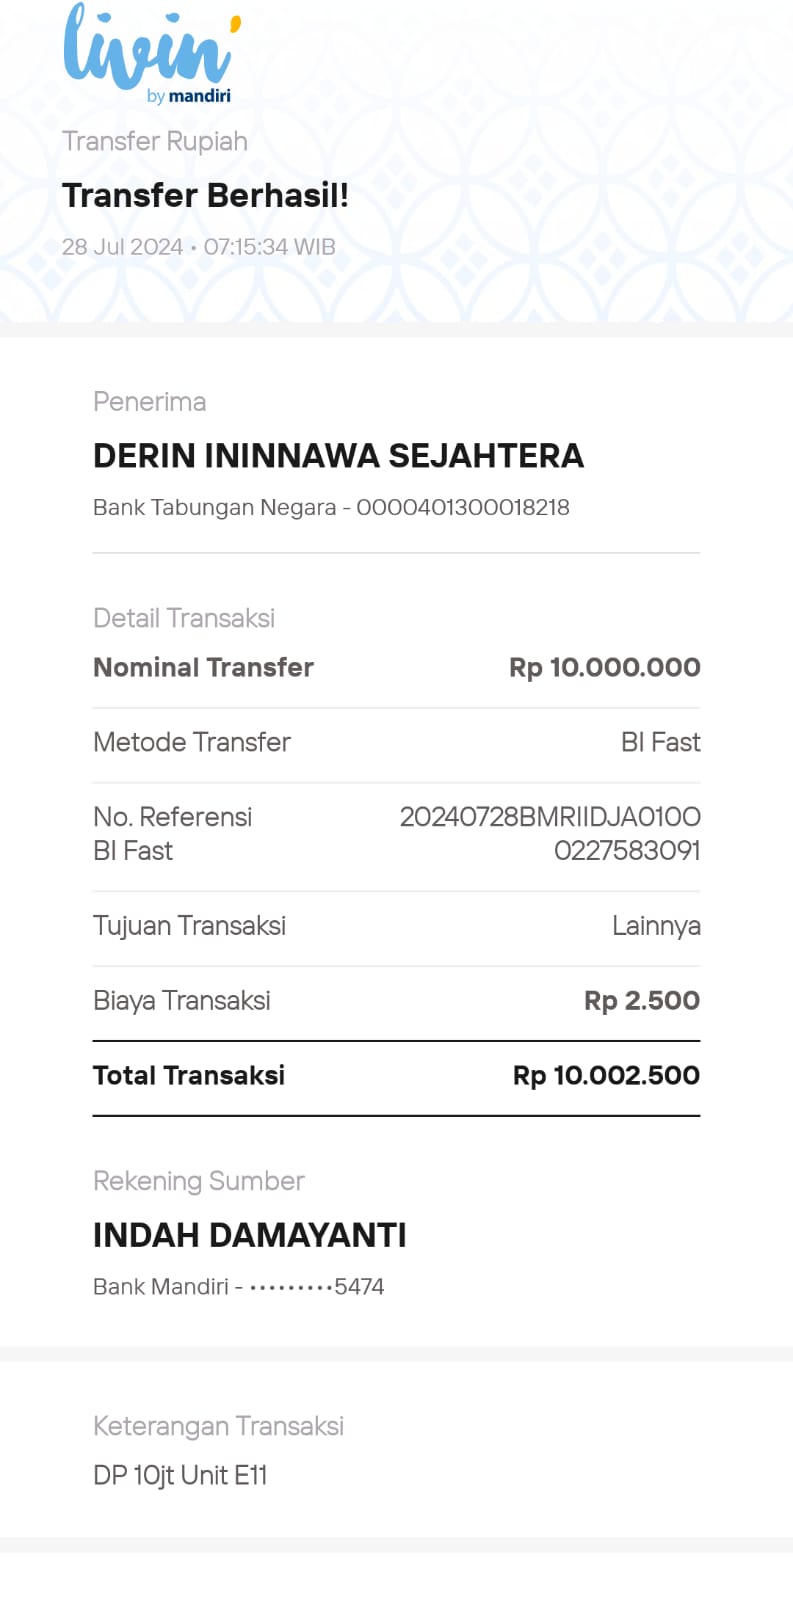 livin'
by mandiri
Transfer Rupiah
Transfer Berhasil!
28 Jul 2024 • 07:15:34 WIB
Penerima
DERIN ININNAWA SEJAHTERA
Bank Tabungan Negara - 0000401300018218
Detail Transaksi
Nominal Transfer Rp 10.000.000
Metode Transfer BI Fast
No. Referensi 20240728BMRIIDJA010O
BI Fast 0227583091
Tujuan Transaksi Lainnya
Biaya Transaksi Rp 2.500
Total Transaksi Rp 10.002.500
Rekening Sumber
INDAH DAMAYANTI
Bank Mandiri - •••••••••5474
Keterangan Transaksi
DP 10jt Unit E11